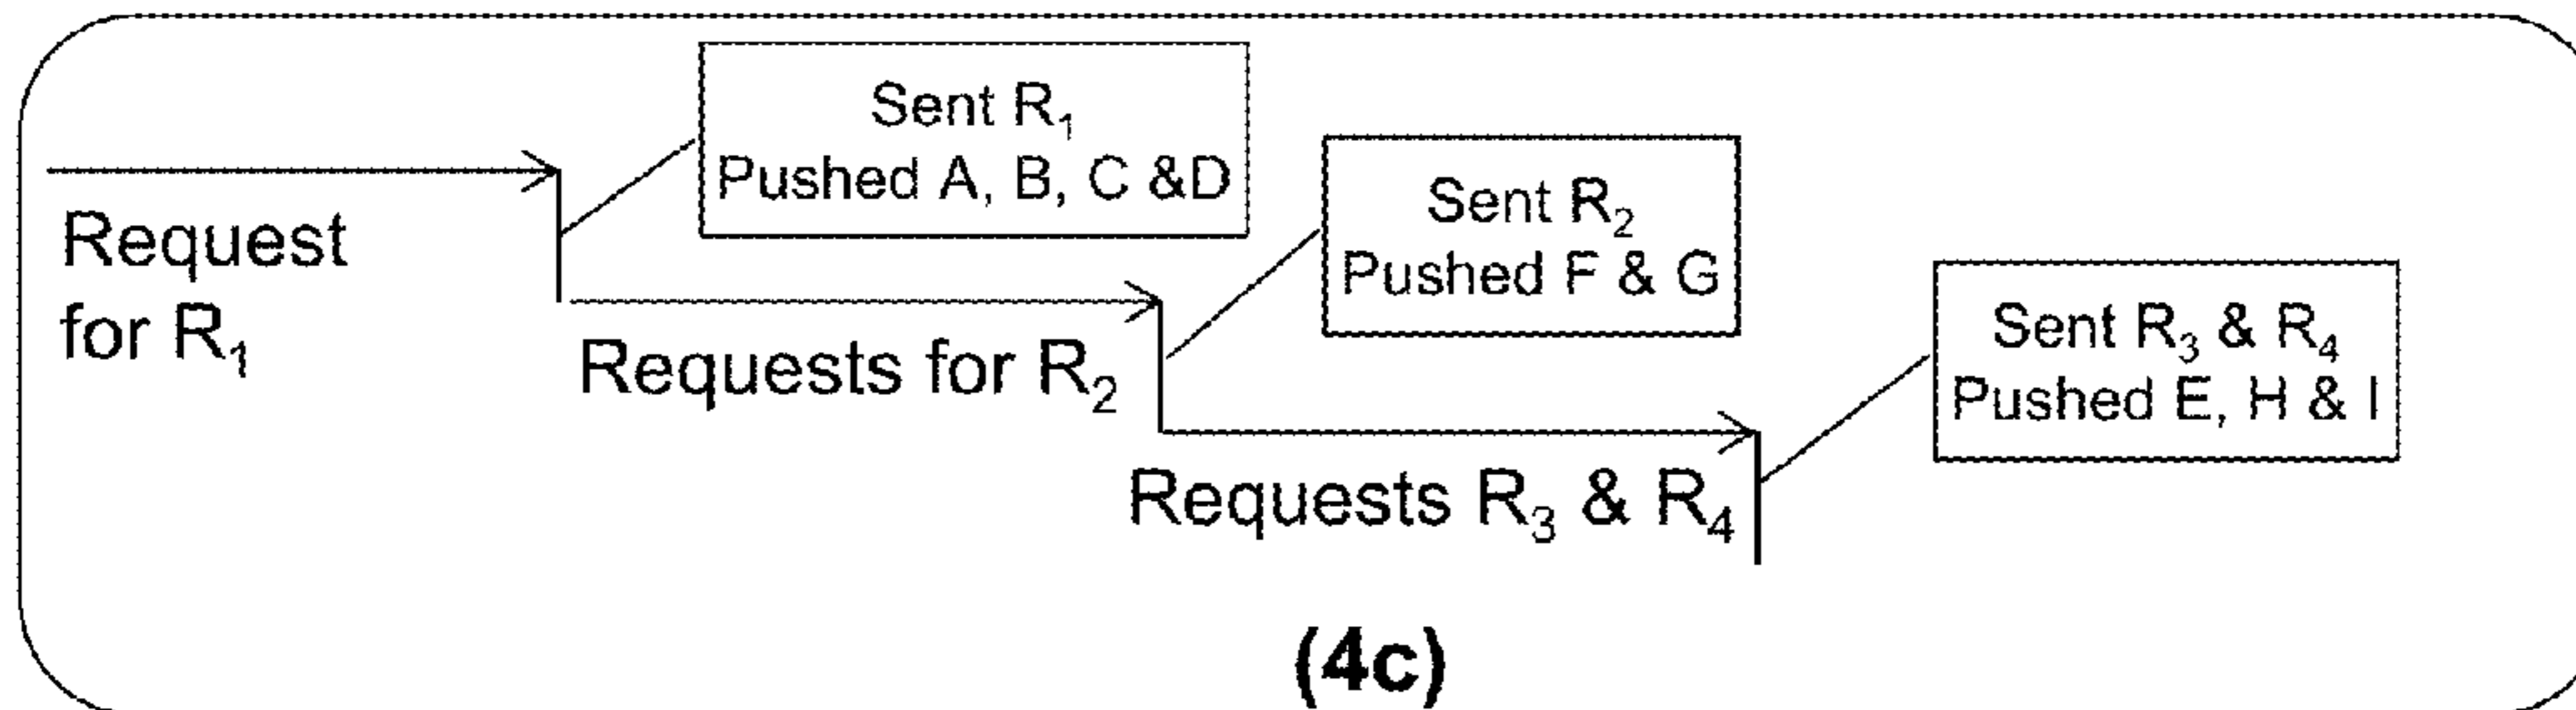 Request
for R₁
Sent R₁
Pushed A, B, C &D
Requests for R₂
Sent R₂
Pushed F & G
Requests R₃ & R₄
Sent R₃ & R₄
Pushed E, H & I
(4c)